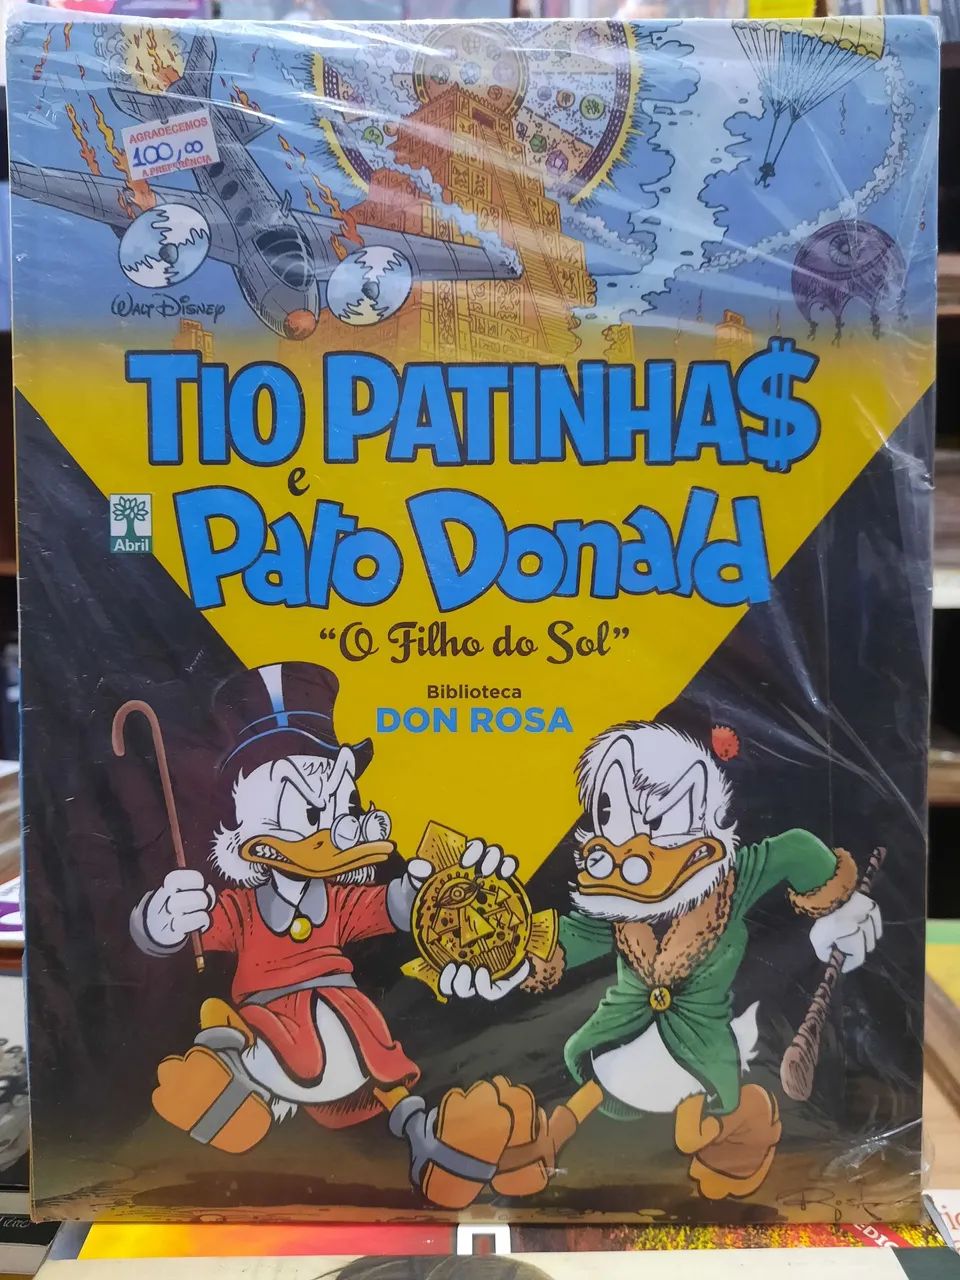 AGRADECEMOS
100,00
A PREFERÊNCIA
WALT DISNEY
TIO PATINHA$
e
Pato Donald
Abril
"O Filho do Sol"
Biblioteca
DON ROSA